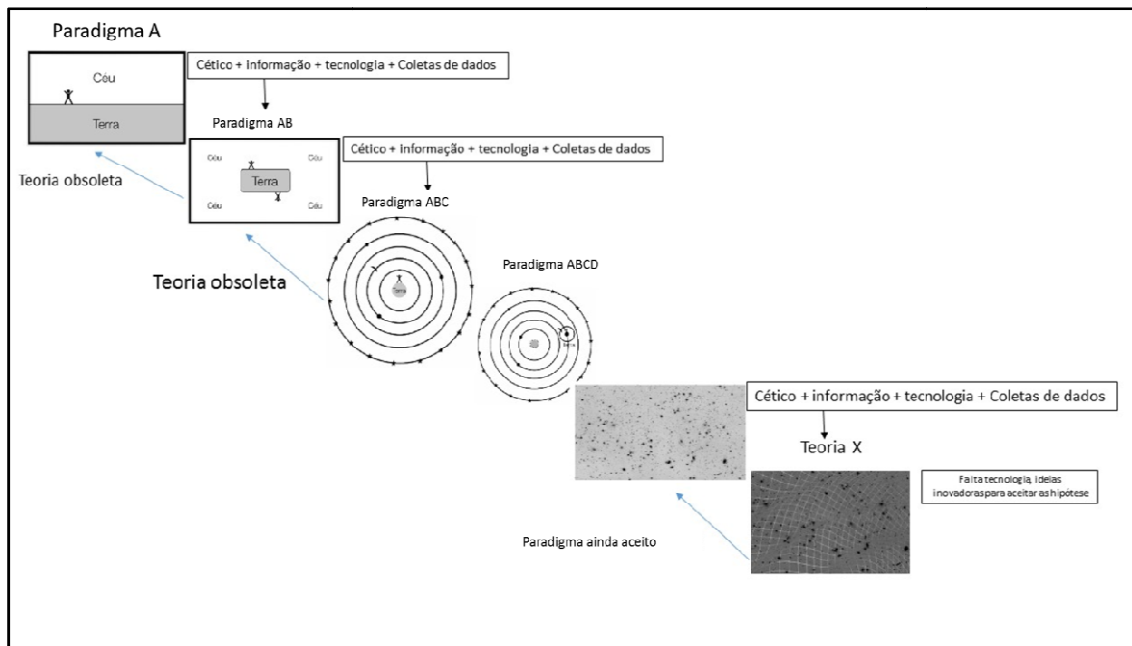 Paradigma A
Céu
Terra
Cético + informação + tecnologia + Coletas de dados
Teoria obsoleta
Paradigma AB
Céu
Céu
Terra
Céu
Céu
Cético + informação + tecnologia + Coletas de dados
Teoria obsoleta
Paradigma ABC
Terra
Paradigma ABCD
Terra
Cético + informação + tecnologia + Coletas de dados
Teoria X
Falta tecnologia, ideias
inovadoras para aceitar as hipótese
Paradigma ainda aceito